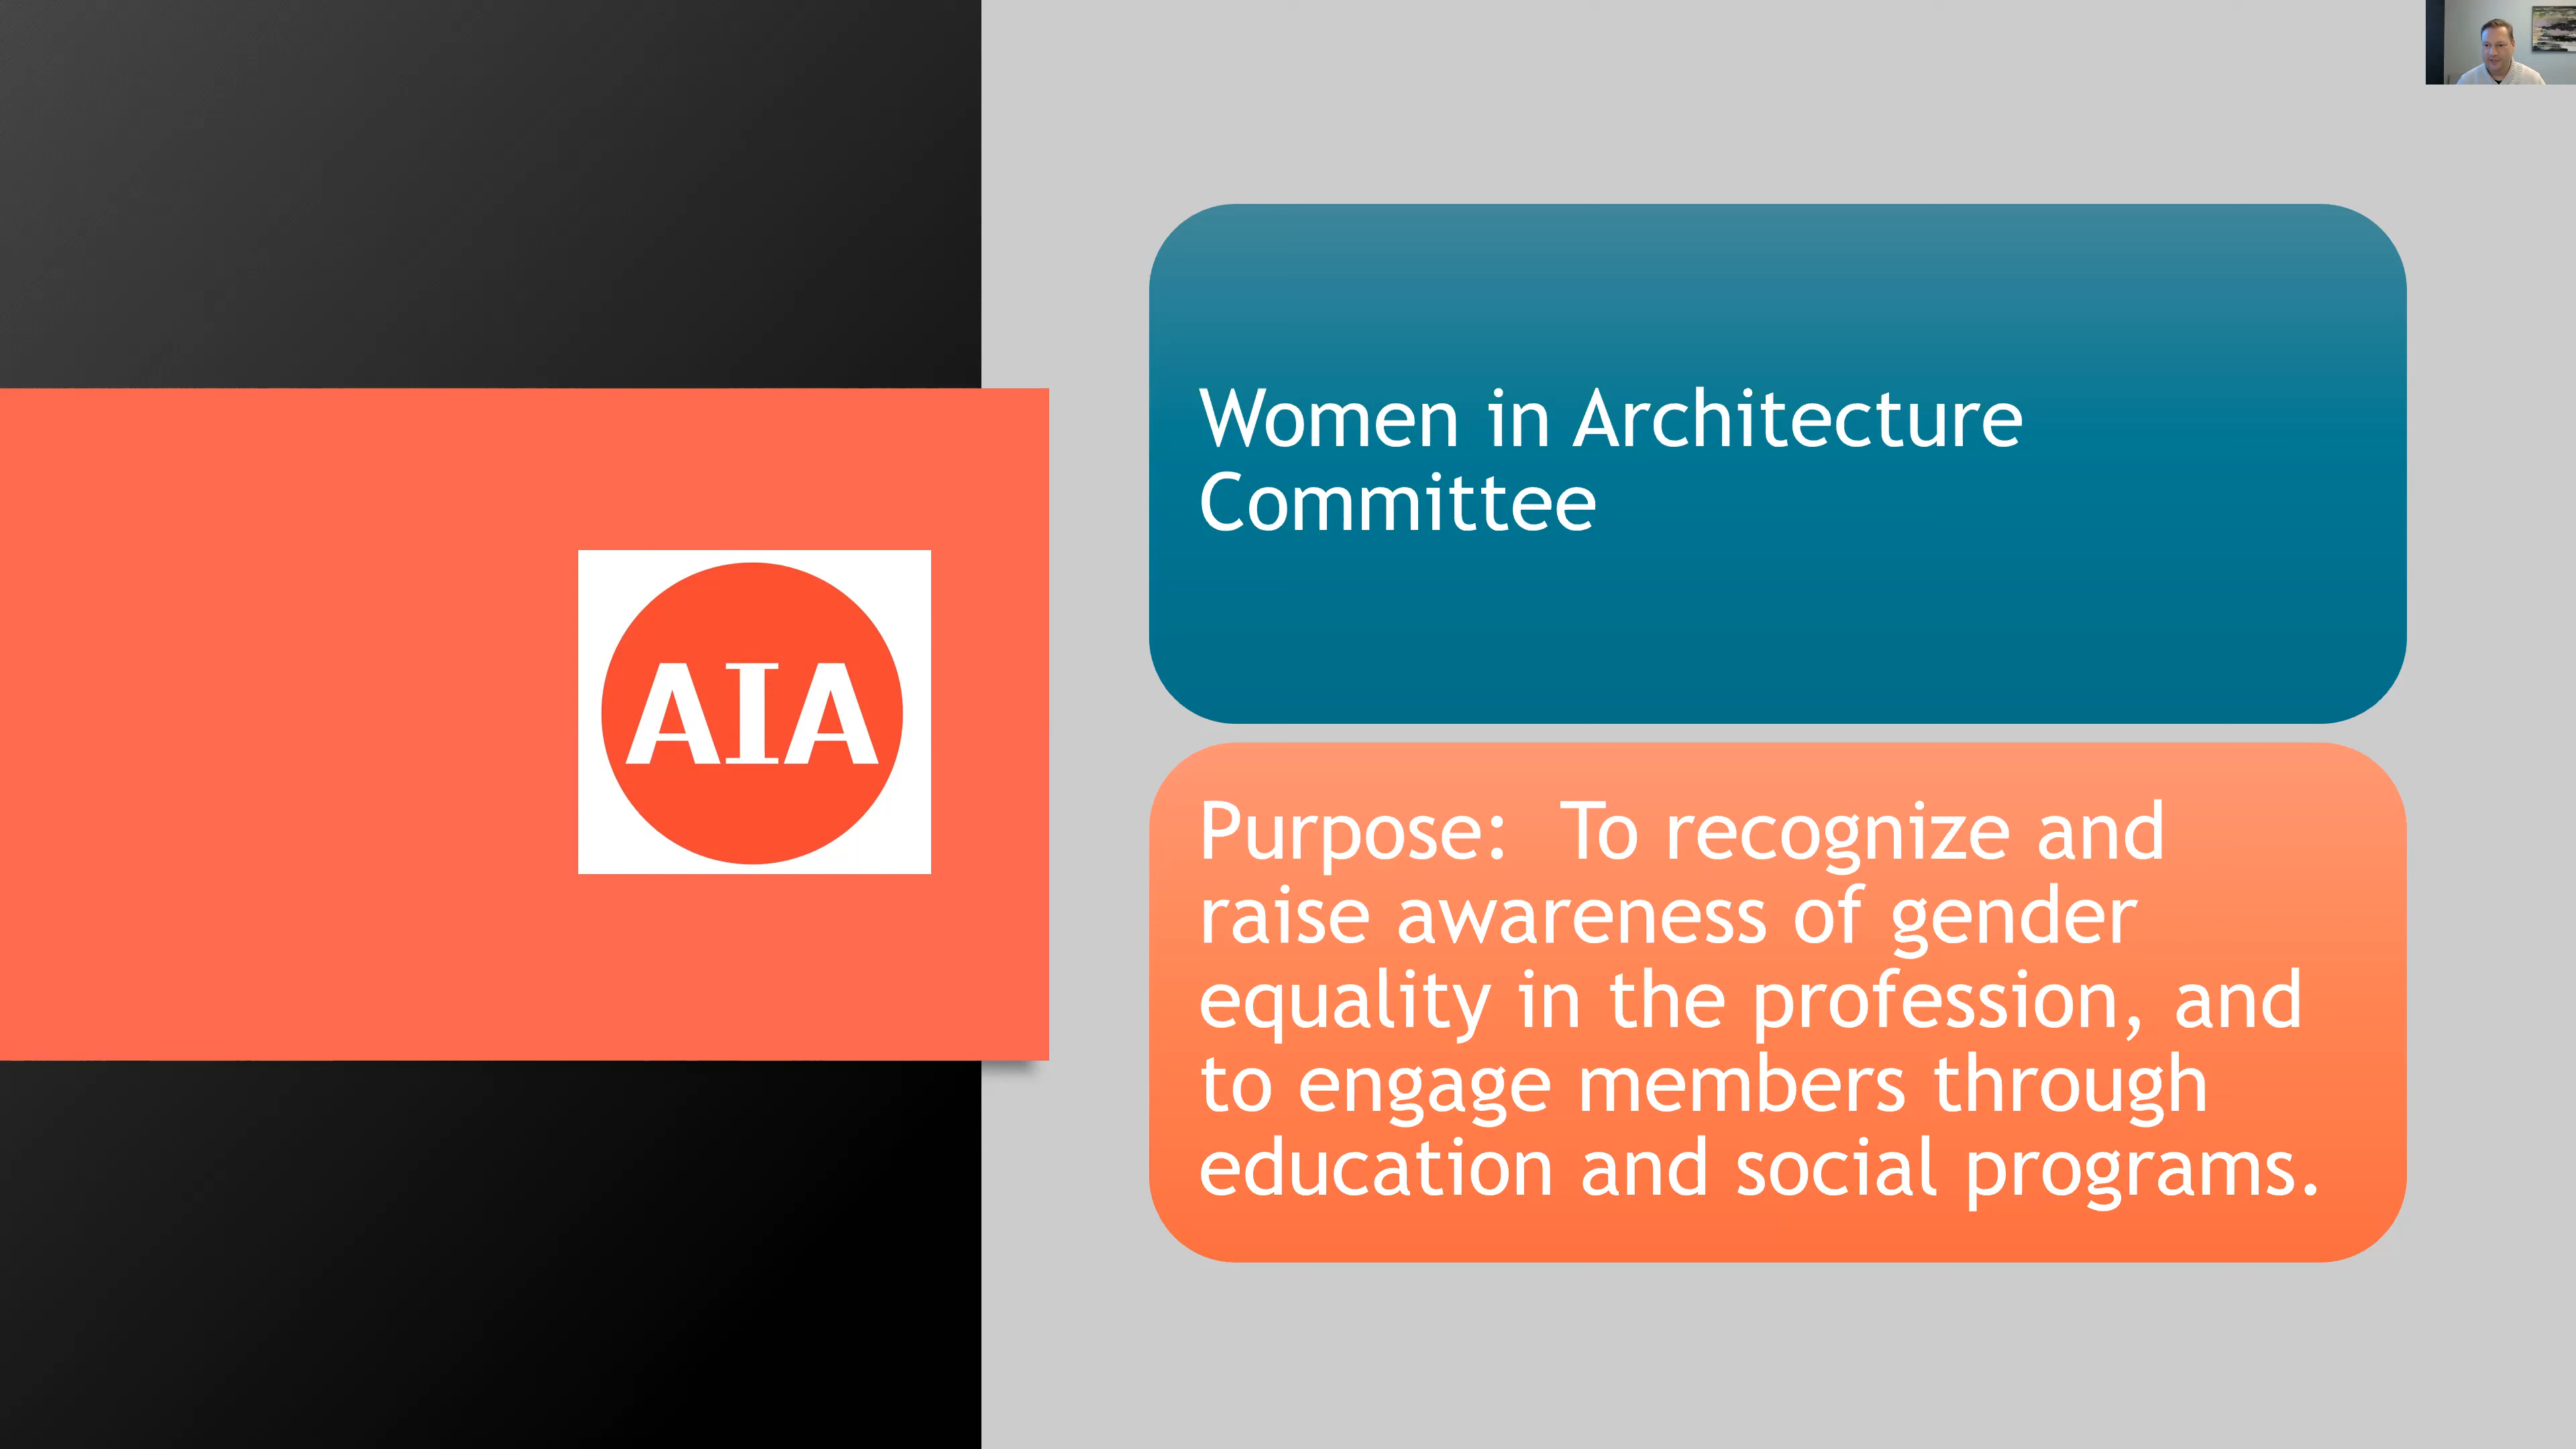 AIA
Women in Architecture
Committee
Purpose:  To recognize and
raise awareness of gender
equality in the profession, and
to engage members through
education and social programs.